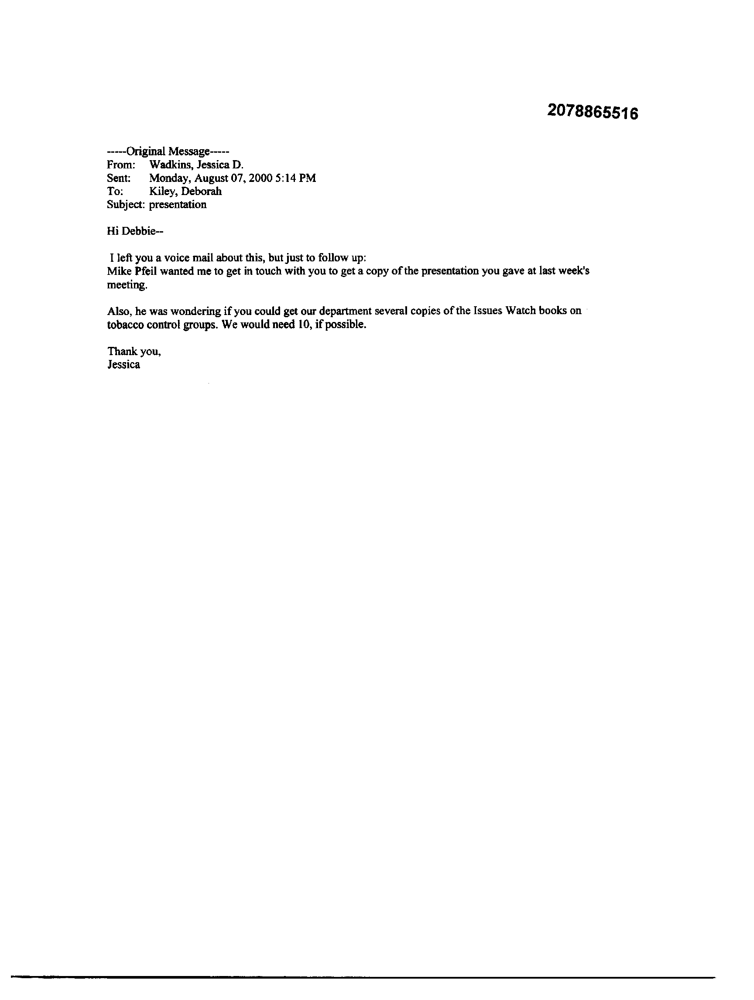 2078865516
-----Original Message-----
From: Wadkins, Jessica D.
Sent: Monday, August 07, 2000 5:14 PM
To: Kiley, Deborah
Subject: presentation
Hi Debbie--
I left you a voice mail about this, but just to follow up:
Mike Pfeil wanted me to get in touch with you to get a copy of the presentation you gave at last week's
meeting.
Also, he was wondering if you could get our department several copies of the Issues Watch books on
tobacco control groups. We would need 10, if possible.
Thank you,
Jessica